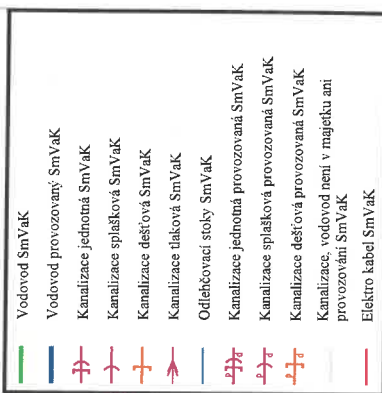 Vodovod SmVaK
Vodovod provozovaný SmVaK
Kanalizace jednotná SmVaK
Kanalizace splašková SmVaK
Kanalizace dešťová SmVaK
Kanalizace tlaková SmVaK
Odlehčovací stoky SmVaK
Kanalizace jednotná provozovaná SmVaK
Kanalizace splašková provozovaná SmVaK
Kanalizace dešťová provozovaná SmVaK
Kanalizace, vodovod není v majetku ani
provozování SmVaK
Elektro kabel SmVaK